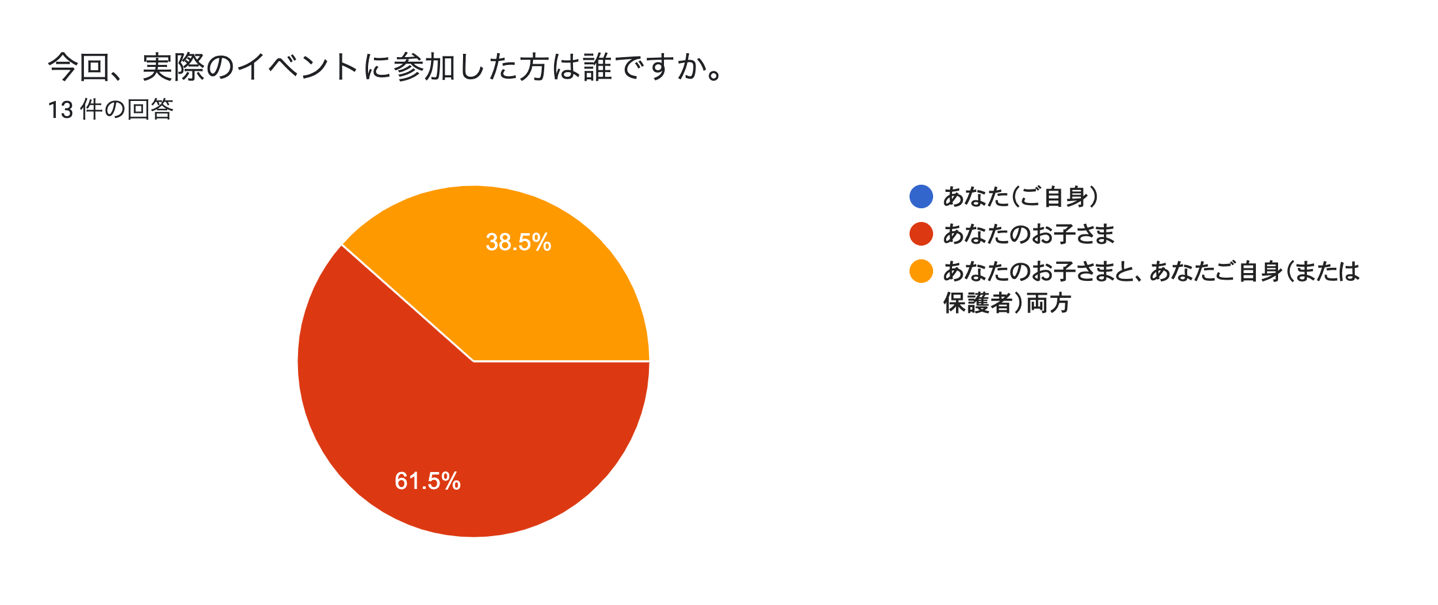 今回、実際のイベントに参加した方は誰ですか。
13 件の回答
38.5%
61.5%
あなた（ご自身）
あなたのお子さま
あなたのお子さまと、あなたご自身（または
保護者）両方